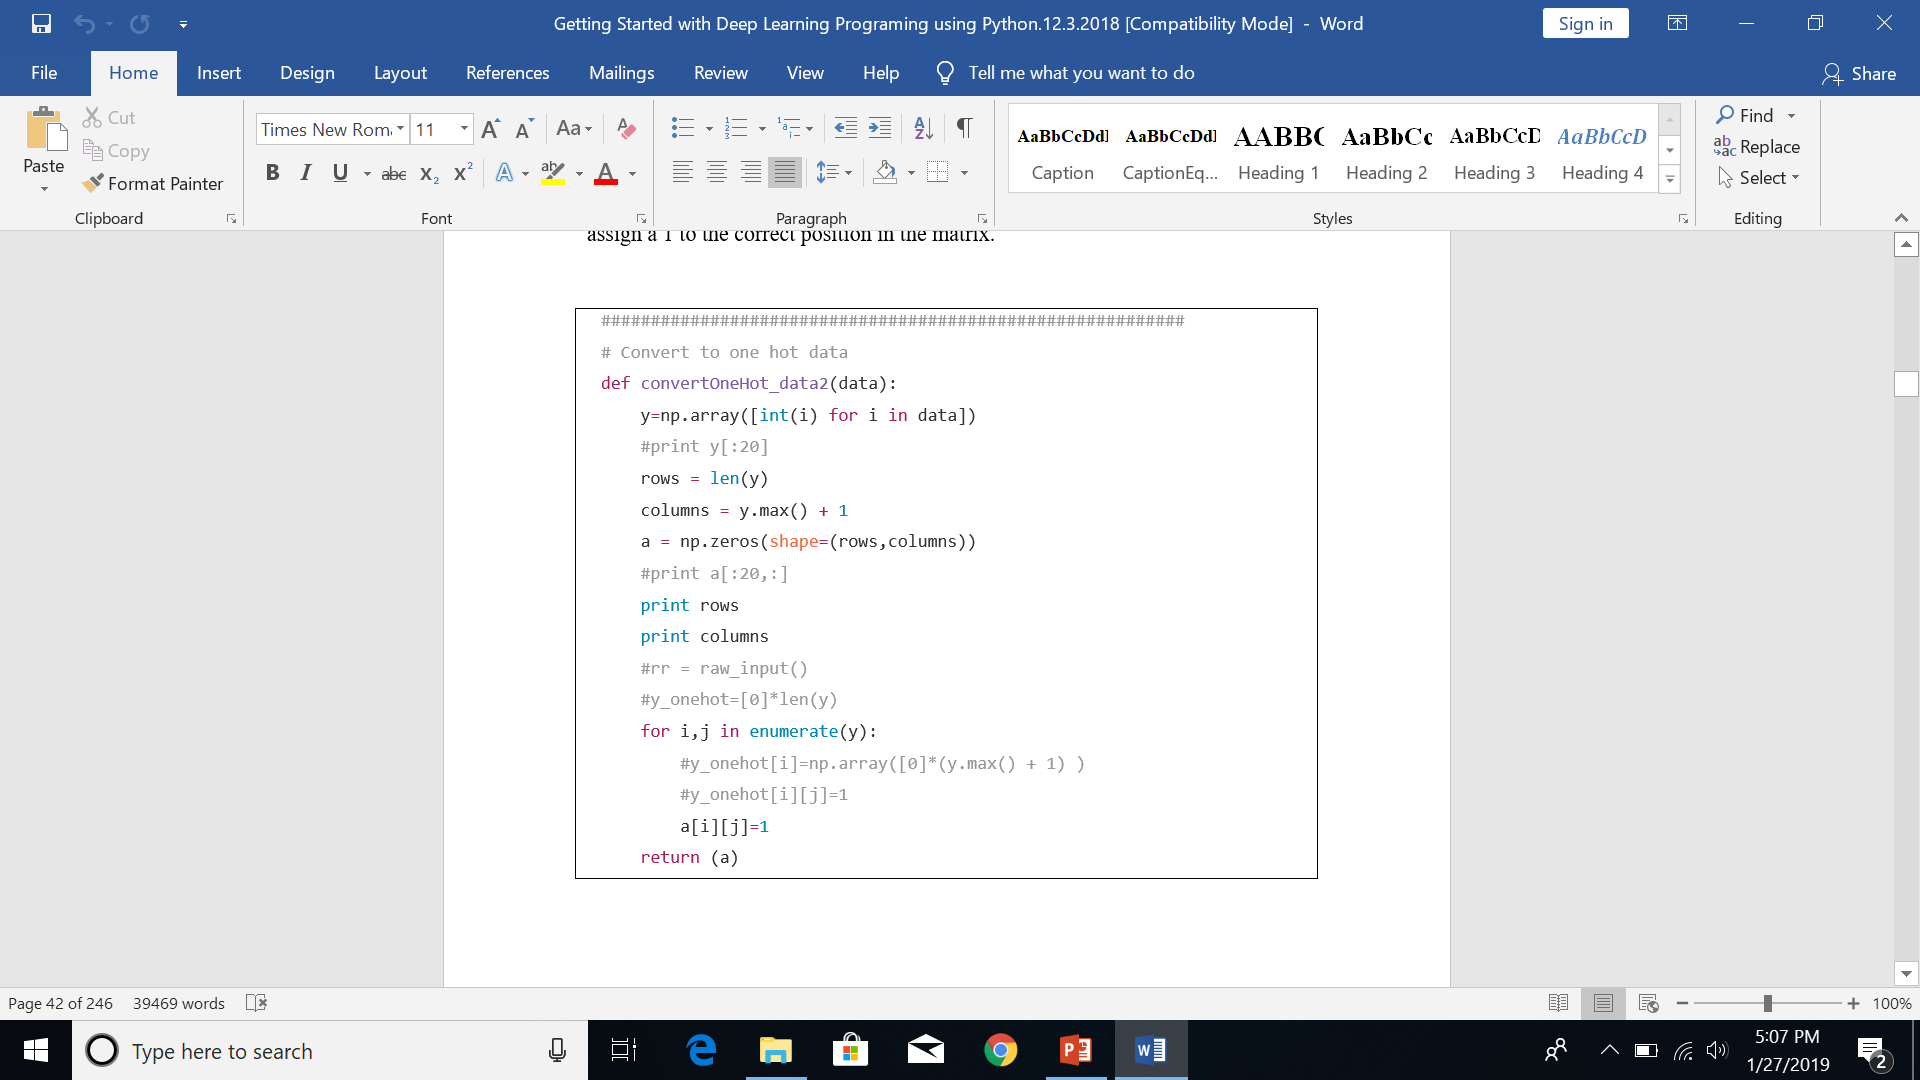 Getting Started with Deep Learning Programing using Python.12.3.2018 [Compatibility Mode] - Word
Sign in
File Home Insert Design Layout References Mailings Review View Help Tell me what you want to do
Share
Paste
Cut
Copy
Format Painter
Clipboard
Times New Rom 11
Font
Paragraph
AaBbCcDdI AaBbCcDdI AABBC AaBbCc AaBbCcD AaBbCcD
Caption CaptionEq... Heading 1 Heading 2 Heading 3 Heading 4
Styles
Find
Replace
Select
Editing
assign a 1 to the correct position in the matrix.
###########################################################
# Convert to one hot data
def convertOneHot_data2(data):
    y=np.array([int(i) for i in data])
    #print y[:20]
    rows = len(y)
    columns = y.max() + 1
    a = np.zeros(shape=(rows,columns))
    #print a[:20,:]
    print rows
    print columns
    #rr = raw_input()
    #y_onehot=[0]*len(y)
    for i,j in enumerate(y):
        #y_onehot[i]=np.array([0]*(y.max() + 1) )
        #y_onehot[i][j]=1
        a[i][j]=1
    return (a)
Page 42 of 246 39469 words
100%
Type here to search
5:07 PM
1/27/2019
2